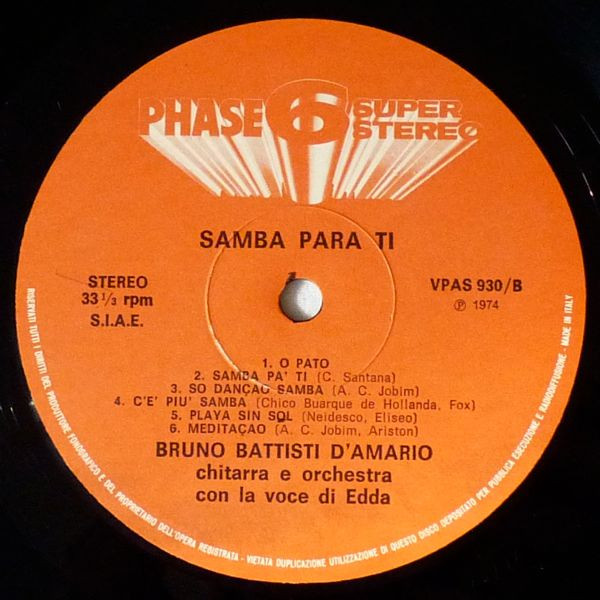 PHASE 6 SUPER
STEREO
SAMBA PARA TI
STEREO
33 1/3 rpm
S.I.A.E.
VPAS 930/B
℗ 1974
1. O PATO
2. SAMBA PA' TI (C. Santana)
3. SO DANÇAO SAMBA (A. C. Jobim)
4. C'E' PIU' SAMBA (Chico Buarque de Hollanda, Fox)
5. PLAYA SIN SOL (Neidesco, Eliseo)
6. MEDITAÇAO (A. C. Jobim, Ariston)
BRUNO BATTISTI D'AMARIO
chitarra e orchestra
con la voce di Edda
RISERVATI TUTTI I DIRITTI DEL PRODUTTORE FONOGRAFICO E DEL PROPRIETARIO DELL'OPERA REGISTRATA - VIETATA DUPLICAZIONE UTILIZZAZIONE DI QUESTO DISCO DEPOSITATO PER PUBBLICA ESECUZIONE E RADIODIFFUSIONE - MADE IN ITALY